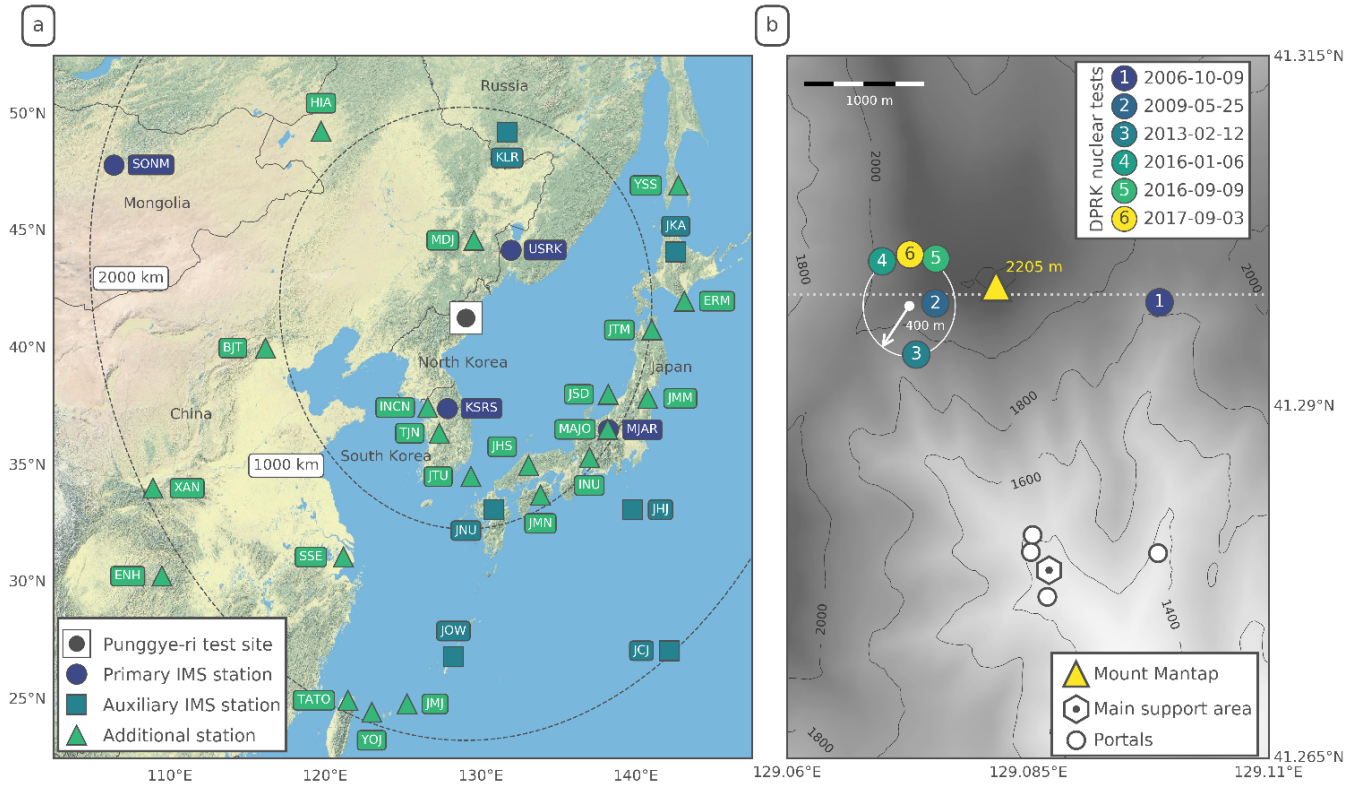 a
50°N
45°N
40°N
35°N
30°N
25°N
110°E
120°E
130°E
140°E
Russia
HIA
SONM
KLR
Mongolia
YSS
JKA
MDJ
USRK
2000 km
ERM
JTM
BJT
North Korea
Japan
China
INCN
KSRS
JSD
JMM
TJN
MAJO
MJAR
South Korea
JHS
1000 km
JTU
INU
XAN
JNU
JMN
JHJ
SSE
ENH
JOW
JCJ
TATO
JMJ
YOJ
Punggye-ri test site
Primary IMS station
Auxiliary IMS station
Additional station
b
41.315°N
41.29°N
41.265°N
129.06°E
129.085°E
129.11°E
1000 m
DPRK nuclear tests
1 2006-10-09
2 2009-05-25
3 2013-02-12
4 2016-01-06
5 2016-09-09
6 2017-09-03
2000
1800
2000
4
6
5
2205 m
2
1
400 m
3
1800
1600
1400
2000
1800
Mount Mantap
Main support area
Portals